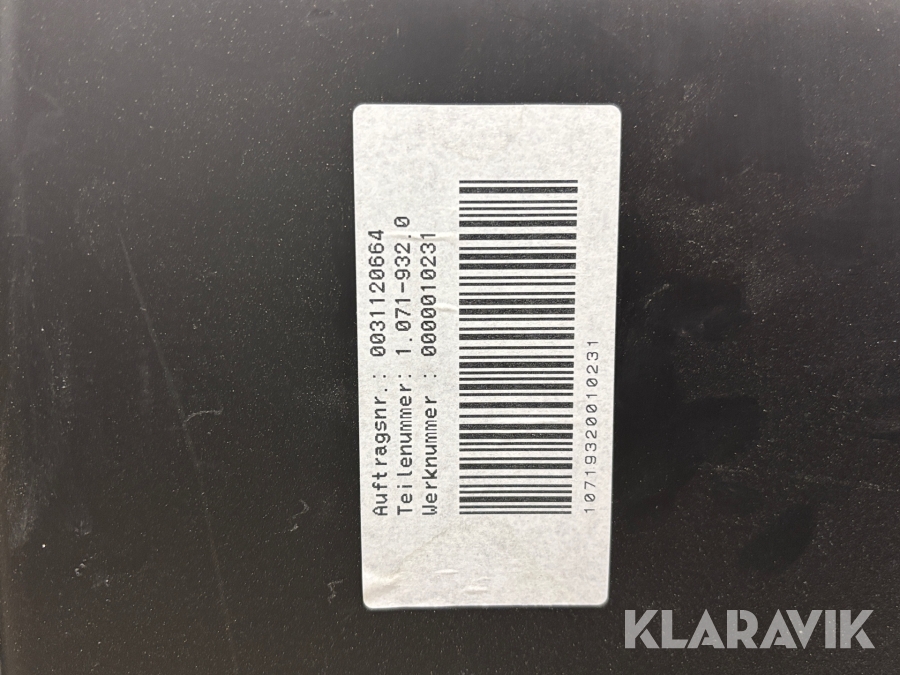 Auftragsnr.: 0031120664
Teilenummer: 1.071-932.0
Werknummer : 0000010231
10719320010231
KLARAVIK